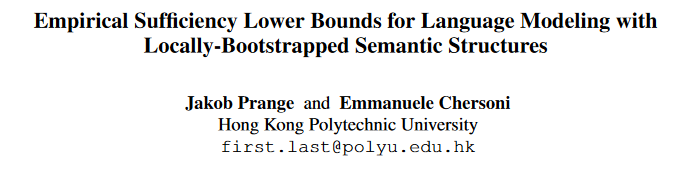 Empirical Sufficiency Lower Bounds for Language Modeling with
Locally-Bootstrapped Semantic Structures
Jakob Prange and Emmanuele Chersoni
Hong Kong Polytechnic University
first.last@polyu.edu.hk